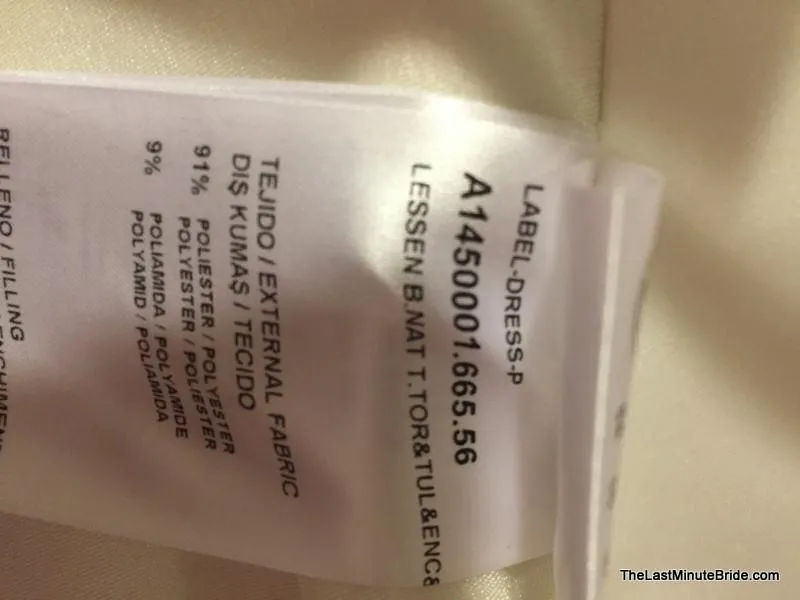 LABEL-DRESS-P
A1450001.665.56
LESSEN B.NAT T.TOR&TUL&ENC&
TEJIDO / EXTERNAL FABRIC
DIŞ KUMAŞ / TECIDO
91% POLIESTER / POLYESTER
POLYESTER / POLIESTER
9% POLIAMIDA / POLYAMIDE
POLYAMID / POLIAMIDA
RELLENO / FILLING
TheLastMinuteBride.com